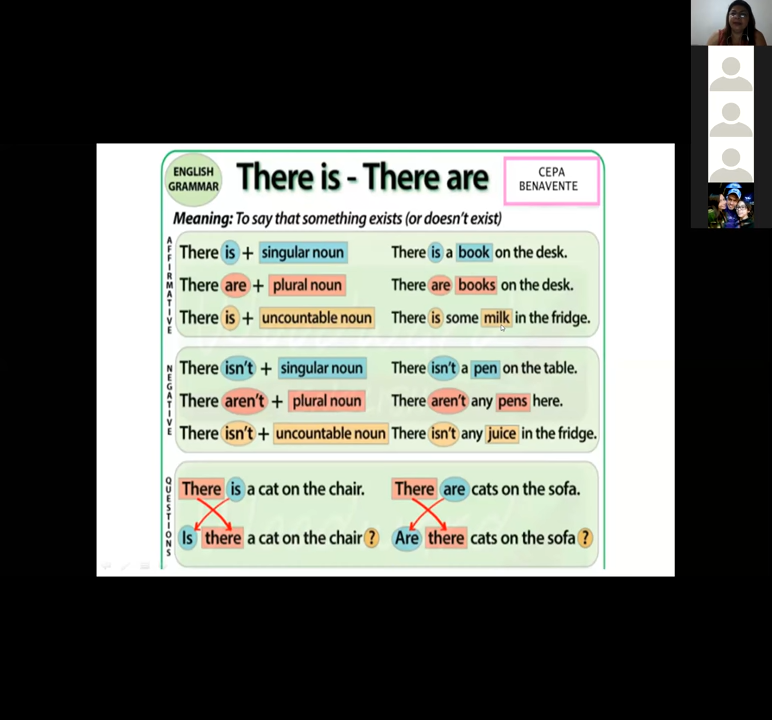 ENGLISH
GRAMMAR
There is - There are
CEPA
BENAVENTE
Meaning: To say that something exists (or doesn't exist)
AFFIRMATIVE
There is + singular noun There is a book on the desk.
There are + plural noun There are books on the desk.
There is + uncountable noun There is some milk in the fridge.
NEGATIVE
There isn't + singular noun There isn't a pen on the table.
There aren't + plural noun There aren't any pens here.
There isn't + uncountable noun There isn't any juice in the fridge.
QUESTIONS
There is a cat on the chair. There are cats on the sofa.
Is there a cat on the chair? Are there cats on the sofa?